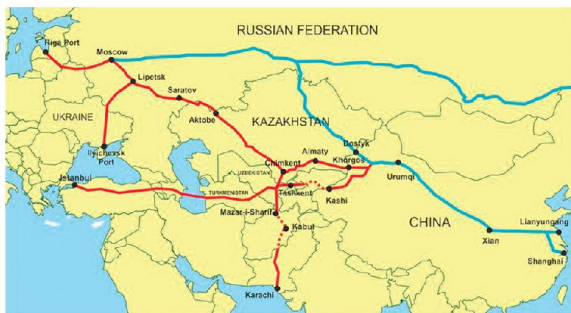 RUSSIAN FEDERATION
Riga Port
Moscow
Lipetsk
Saratov
UKRAINE
Aktobe
KAZAKHSTAN
Ilyichevsk
Port
Dostyk
Almaty
Khorgos
Chimkent
Urumqi
Istanbul
UZBEKISTAN
TURKMENISTAN
Tashkent
Kashi
Mazar-i-Sharif
CHINA
Kabul
Lianyungang
Xian
Shanghai
Karachi